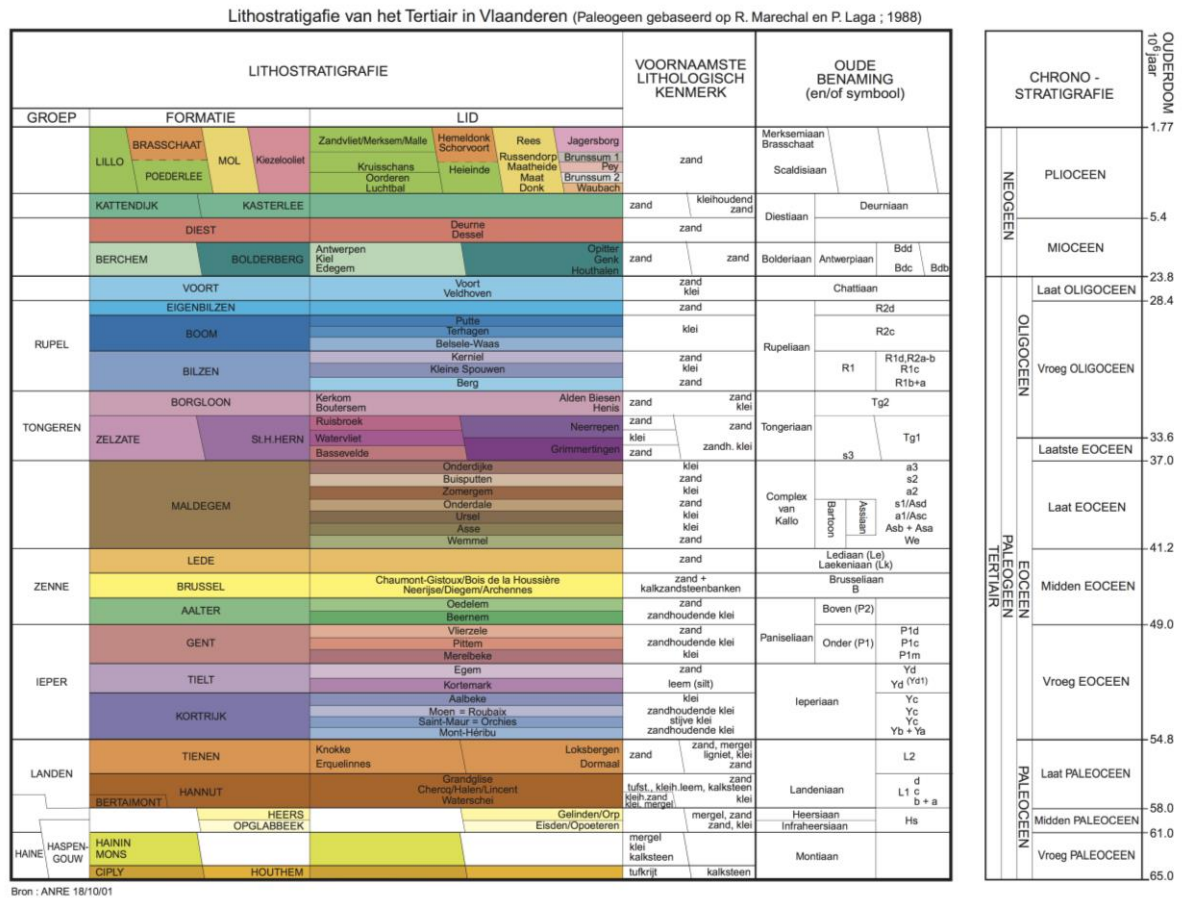 Lithostratigafie van het Tertiair in Vlaanderen (Paleogeen gebaseerd op R. Marechal en P. Laga ; 1988)
LITHOSTRATIGRAFIE
VOORNAAMSTE
LITHOLOGISCH
KENMERK
OUDE
BENAMING
(en/of symbool)
GROEP
FORMATIE
LID
CHRONO -
STRATIGRAFIE
OUDERDOM
10⁶ jaar
LILLO
BRASSCHAAT
POEDERLEE
MOL
Kiezelooliet
Zandvliet/Merksem/Malle
Kruisschans
Oorderen
Luchtbal
Hemeldonk
Schorvoort
Heieinde
Rees
Russendorp
Maatheide
Maat
Donk
Jagersborg
Brunssum 1
Pey
Brunssum 2
Waubach
zand
Merksemiaan
Brasschaat
Scaldisiaan
KATTENDIJK
KASTERLEE
zand
kleihoudend
zand
Diestiaan
Deurniaan
DIEST
Deurne
Dessel
zand
BERCHEM
BOLDERBERG
Antwerpen
Kiel
Edegem
Opitter
Genk
Houthalen
zand
zand
Bolderiaan
Antwerpiaan
Bdd
Bdc
Bdb
RUPEL
VOORT
Voort
Veldhoven
zand
klei
Chattiaan
EIGENBILZEN
zand
Rupeliaan
R2d
BOOM
Putte
Terhagen
Belsele-Waas
klei
R2c
BILZEN
Kerniel
Kleine Spouwen
Berg
zand
klei
zand
R1
R1d,R2a-b
R1c
R1b+a
TONGEREN
BORGLOON
Kerkom
Boutersem
Alden Biesen
Henis
zand
zand
klei
Tongeriaan
Tg2
ZELZATE
St.H.HERN
Ruisbroek
Watervliet
Bassevelde
Neerrepen
Grimmertingen
zand
klei
zand
zand
zandh. klei
Tg1
s3
MALDEGEM
Onderdijke
Buisputten
Zomergem
Onderdale
Ursel
Asse
Wemmel
klei
zand
klei
zand
klei
klei
zand
Complex
van
Kallo
Bartoon
Assiaan
a3
s2
a2
s1/Asd
a1/Asc
Asb + Asa
We
ZENNE
LEDE
zand
Lediaan (Le)
Laekeniaan (Lk)
BRUSSEL
Chaumont-Gistoux/Bois de la Houssière
Neerijse/Diegem/Archennes
zand +
kalkzandsteenbanken
Brusseliaan
B
AALTER
Oedelem
Beernem
zand
zandhoudende klei
Paniseliaan
Boven (P2)
IEPER
GENT
Vlierzele
Pittem
Merelbeke
zand
zandhoudende klei
klei
Onder (P1)
P1d
P1c
P1m
TIELT
Egem
Kortemark
zand
leem (silt)
Ieperiaan
Yd
Yd (Yd1)
KORTRIJK
Aalbeke
Moen = Roubaix
Saint-Maur = Orchies
Mont-Héribu
klei
zandhoudende klei
stijve klei
zandhoudende klei
Yc
Yc
Yc
Yb + Ya
LANDEN
TIENEN
Knokke
Erquelinnes
Loksbergen
Dormaal
zand
zand, mergel
ligniet, klei
zand
Landeniaan
L2
HANNUT
BERTAIMONT
Grandglise
Chercq/Halen/Lincent
Waterschei
zand
tufst., kleih.leem, kalksteen
kleih.zand
klei, mergel
klei
L1
d
c
b + a
HAINE
HASPEN-
GOUW
HEERS
OPGLABBEEK
Gelinden/Orp
Eisden/Opoeteren
mergel, zand
zand, klei
Heersiaan
Infraheersiaan
Hs
HAININ
MONS
mergel
klei
kalksteen
Montiaan
CIPLY
HOUTHEM
tufkrijt
kalksteen
TERTIAIR
NEOGEEN
PALEOGEEN
OLIGOCEEN
EOCEEN
PALEOCEEN
PLIOCEEN
MIOCEEN
Laat OLIGOCEEN
Vroeg OLIGOCEEN
Laatste EOCEEN
Laat EOCEEN
Midden EOCEEN
Vroeg EOCEEN
Laat PALEOCEEN
Midden PALEOCEEN
Vroeg PALEOCEEN
1.77
5.4
23.8
28.4
33.6
37.0
41.2
49.0
54.8
58.0
61.0
65.0
Bron : ANRE 18/10/01